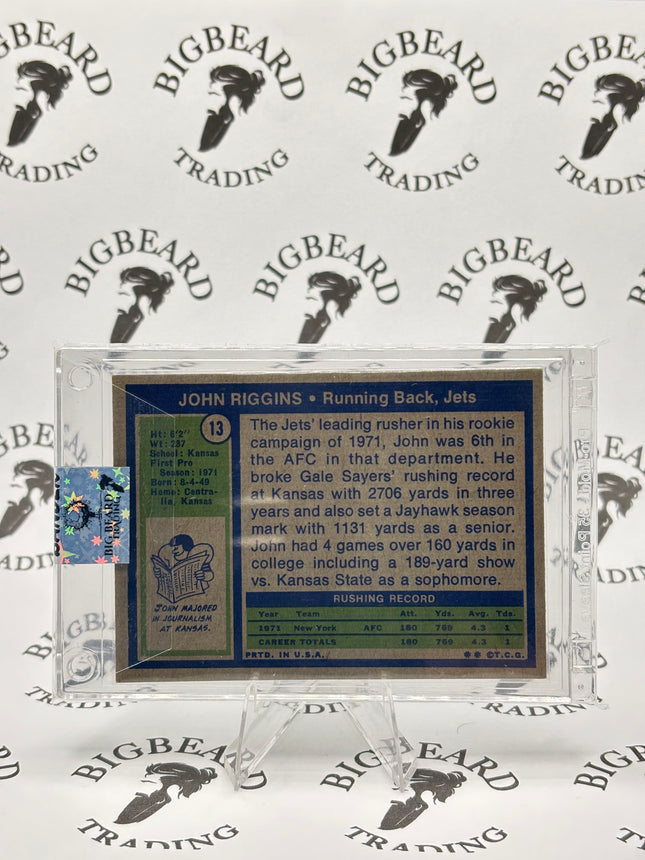 BIGBEARD
TRADING
BIGBEARD
TRADING
BIGBEARD
TRADING
BIGBEARD
TRADING
BIGBEARD
BIGBEARD
BIGBEARD
JOHN RIGGINS • Running Back, Jets
13
Ht: 6'2"
Wt: 237
School: Kansas
First Pro
Season: 1971
Born: 8-4-49
Home: Centra-
lia, Kansas
JOHN MAJORED
IN JOURNALISM
AT KANSAS.
The Jets' leading rusher in his rookie
campaign of 1971, John was 6th in
the AFC in that department. He
broke Gale Sayers' rushing record
at Kansas with 2706 yards in three
years and also set a Jayhawk season
mark with 1131 yards as a senior.
John had 4 games over 160 yards in
college including a 189-yard show
vs. Kansas State as a sophomore.
RUSHING RECORD
Year Team Att. Yds. Avg. Tds.
1971 New York AFC 180 769 4.3 1
CAREER TOTALS 180 769 4.3 1
PRTD. IN U.S.A.
** ©T.C.G.
BIG BEARD
TRADING
BIGBEARD
TRADING
BIGBEARD
TRADING